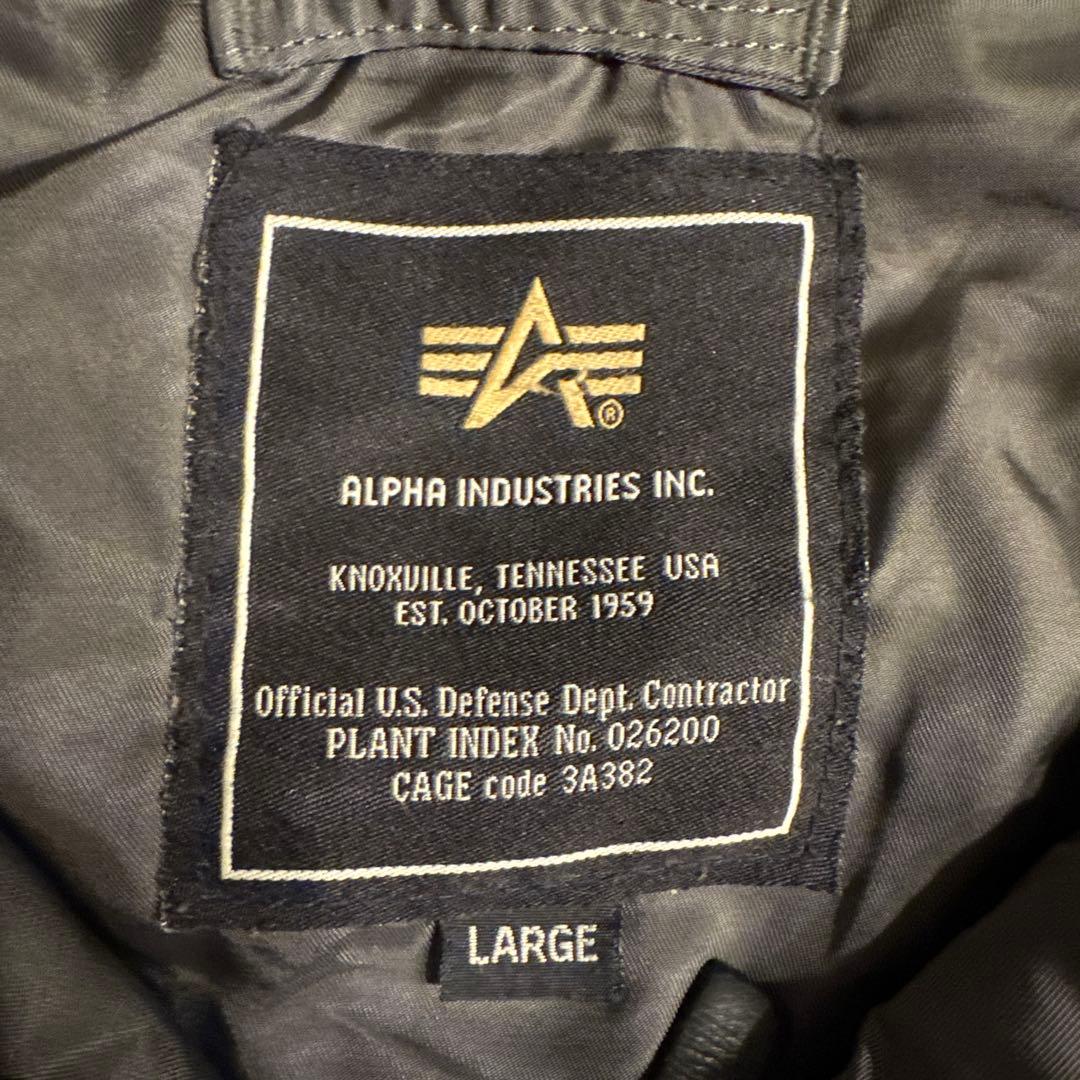 ®
ALPHA INDUSTRIES INC.
KNOXVILLE, TENNESSEE USA
EST. OCTOBER 1959
Official U.S. Defense Dept. Contractor
PLANT INDEX No. 026200
CAGE code 3A382
LARGE